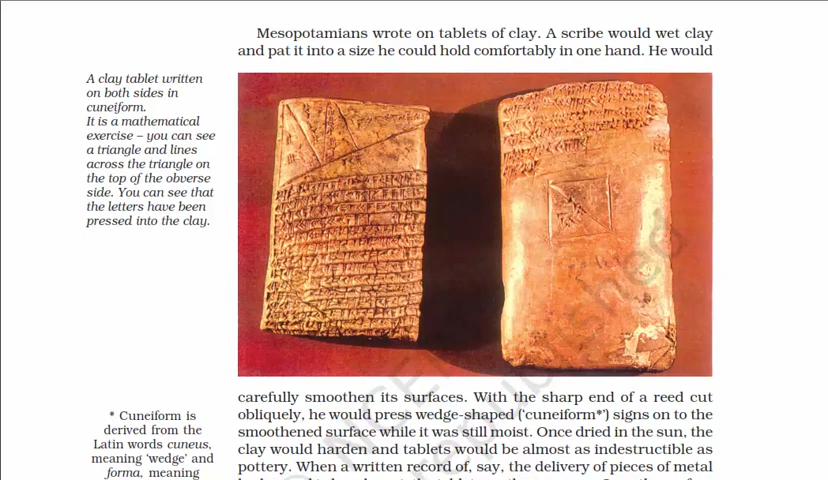 Mesopotamians wrote on tablets of clay. A scribe would wet clay
and pat it into a size he could hold comfortably in one hand. He would
A clay tablet written
on both sides in
cuneiform.
It is a mathematical
exercise – you can see
a triangle and lines
across the triangle on
the top of the obverse
side. You can see that
the letters have been
pressed into the clay.
carefully smoothen its surfaces. With the sharp end of a reed cut
obliquely, he would press wedge-shaped (‘cuneiform*’) signs on to the
smoothened surface while it was still moist. Once dried in the sun, the
clay would harden and tablets would be almost as indestructible as
pottery. When a written record of, say, the delivery of pieces of metal
* Cuneiform is
derived from the
Latin words cuneus,
meaning ‘wedge’ and
forma, meaning